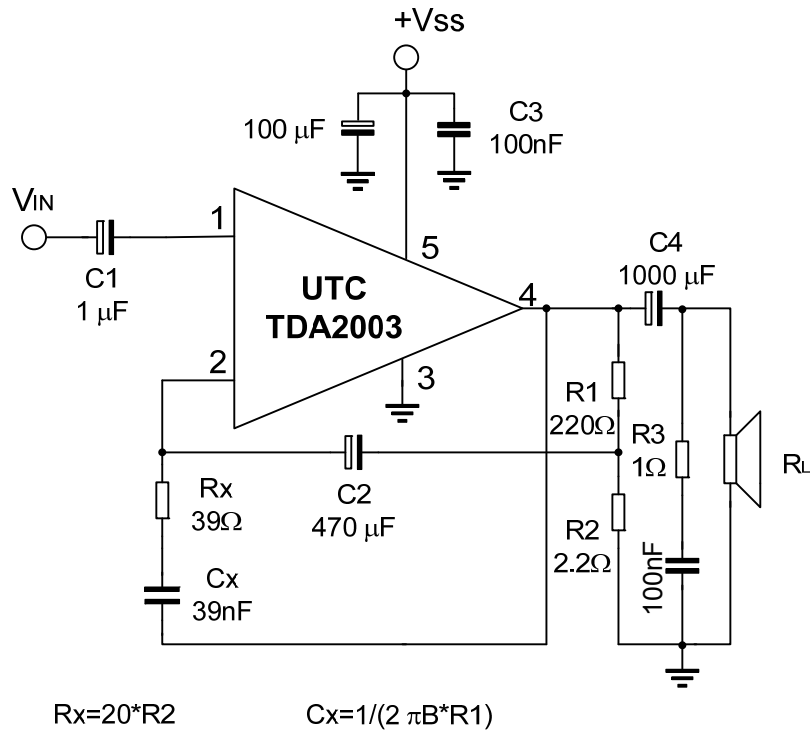 +Vss
100 μF
C3
100nF
VIN
1
C1
1 μF
5
UTC
TDA2003
4
C4
1000 μF
2
3
R1
220Ω
R3
1Ω
RL
C2
470 μF
Rx
39Ω
R2
2.2Ω
100nF
Cx
39nF
Rx=20*R2
Cx=1/(2 πB*R1)